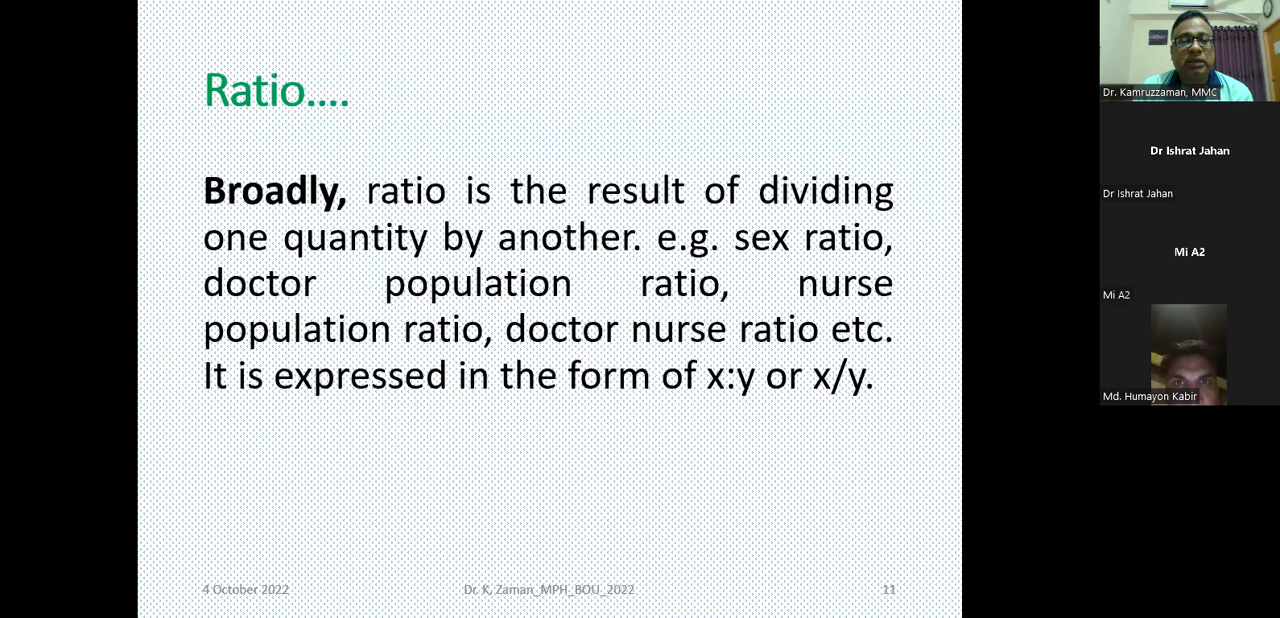 Ratio....
Broadly, ratio is the result of dividing
one quantity by another. e.g. sex ratio,
doctor population ratio, nurse
population ratio, doctor nurse ratio etc.
It is expressed in the form of x:y or x/y.
4 October 2022
Dr. K, Zaman_MPH_BOU_2022
11
Dr. Kamruzzaman, MMC
Dr Ishrat Jahan
Dr Ishrat Jahan
Mi A2
Mi A2
Md. Humayon Kabir